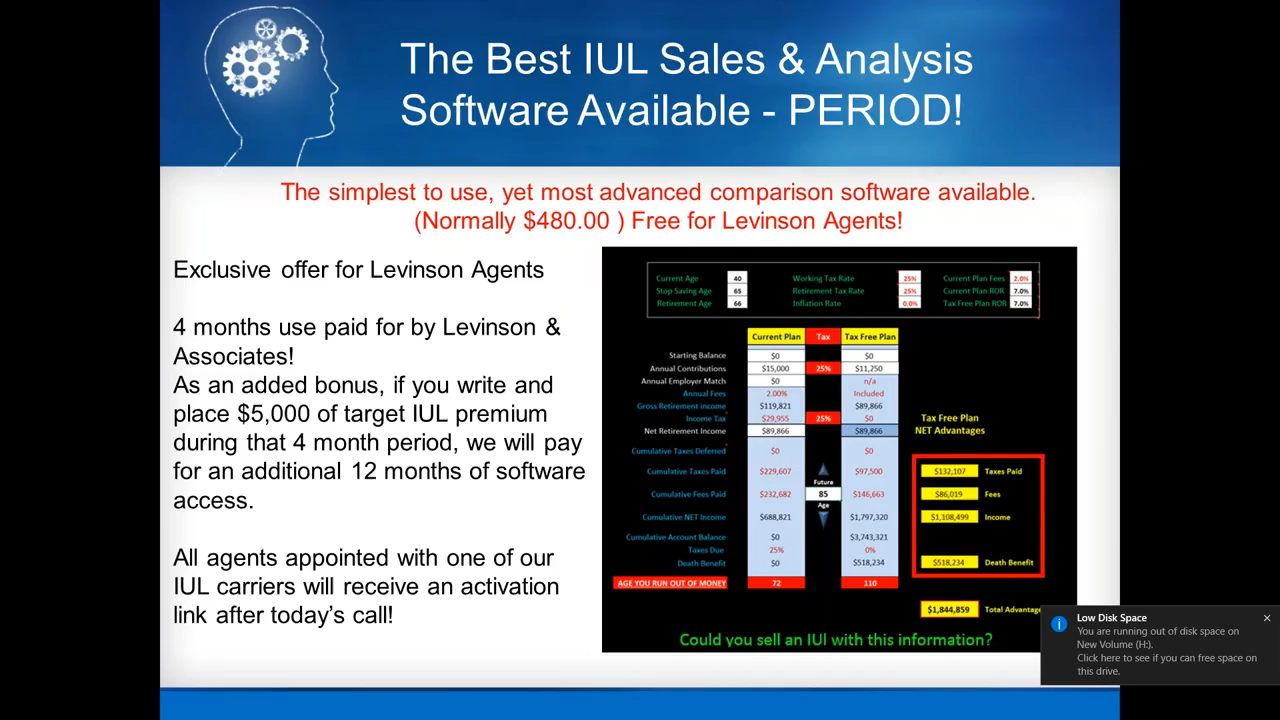 The Best IUL Sales & Analysis
Software Available - PERIOD!
The simplest to use, yet most advanced comparison software available.
(Normally $480.00 ) Free for Levinson Agents!
Exclusive offer for Levinson Agents
4 months use paid for by Levinson &
Associates!
As an added bonus, if you write and
place $5,000 of target IUL premium
during that 4 month period, we will pay
for an additional 12 months of software
access.
All agents appointed with one of our
IUL carriers will receive an activation
link after today's call!
Current Age 40 Working Tax Rate 25% Current Plan Fees 2.0%
Stop Saving Age 65 Retirement Tax Rate 25% Current Plan ROR 7.0%
Retirement Age 66 Inflation Rate 0.0% Tax Free Plan ROR 7.0%
Current Plan Tax Tax Free Plan
Starting Balance $0 $0
Annual Contributions $15,000 25% $11,250
Annual Employer Match $0 n/a
Annual Fees 2.00% Included
Gross Retirement income $119,821 $89,866
Income Tax $29,955 25% $0
Net Retirement Income $89,866 $89,866
Tax Free Plan
NET Advantages
Cumulative Taxes Deferred $0 $0
Cumulative Taxes Paid $229,607 $97,500 $132,107 Taxes Paid
Future
Cumulative Fees Paid $232,682 85 $146,663 $86,019 Fees
Age
Cumulative NET Income $688,821 $1,797,320 $1,108,499 Income
Cumulative Account Balance $0 $3,743,321
Taxes Due 25% 0%
Death Benefit $0 $518,234 $518,234 Death Benefit
AGE YOU RUN OUT OF MONEY 72 110
$1,844,859 Total Advantage
Could you sell an IUI with this information?
Low Disk Space
You are running out of disk space on
New Volume (H:).
Click here to see if you can free space on
this drive.